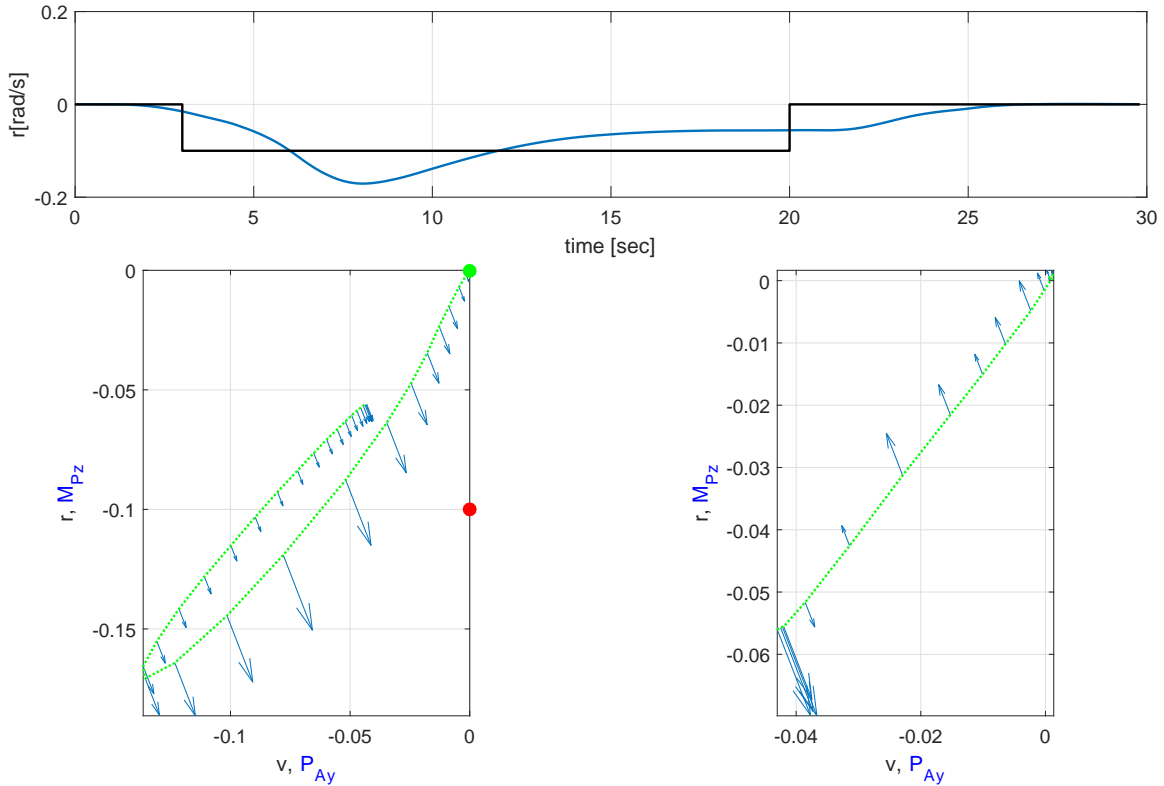 0.2
0
-0.2
r[rad/s]
0 5 10 15 20 25 30
time [sec]
0
-0.05
-0.1
-0.15
r, M_Pz
-0.1 -0.05 0
v, P_Ay
0
-0.01
-0.02
-0.03
-0.04
-0.05
-0.06
r, M_Pz
-0.04 -0.02 0
v, P_Ay